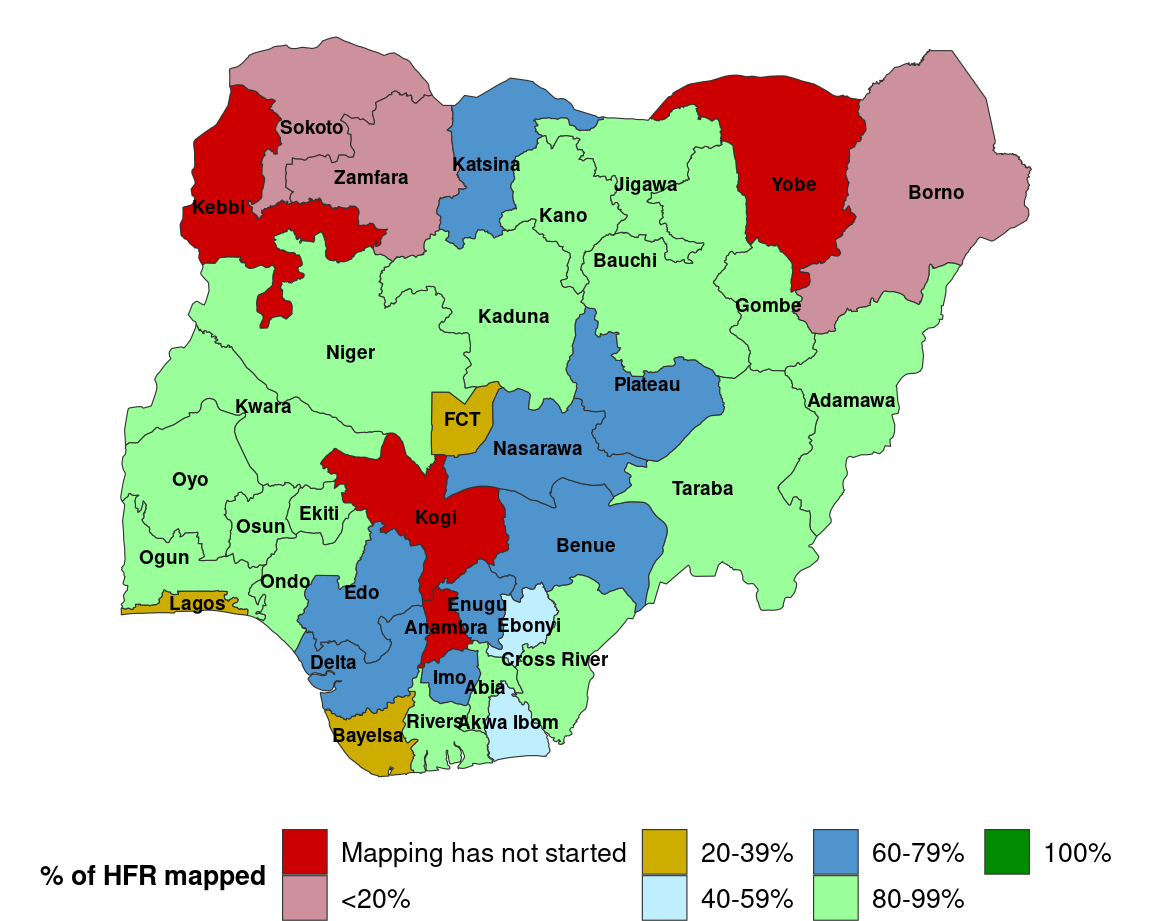 Sokoto
Katsina
Zamfara
Jigawa
Yobe
Borno
Kebbi
Kano
Bauchi
Gombe
Kaduna
Niger
Plateau
Adamawa
Kwara
FCT
Nasarawa
Oyo
Taraba
Ekiti
Kogi
Osun
Benue
Ogun
Ondo
Edo
Lagos
Enugu
Anambra
Ebonyi
Delta
Cross River
Imo
Abia
Rivers
Akwa Ibom
Bayelsa
% of HFR mapped
Mapping has not started
<20%
20-39%
40-59%
60-79%
80-99%
100%